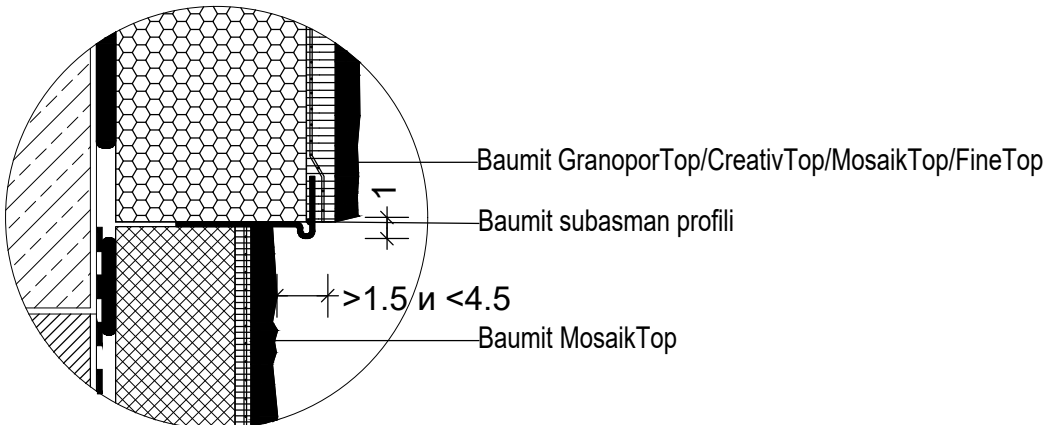 Baumit GranoporTop/CreativTop/MosaikTop/FineTop
1
Baumit subasman profili
>1.5 и <4.5
Baumit MosaikTop